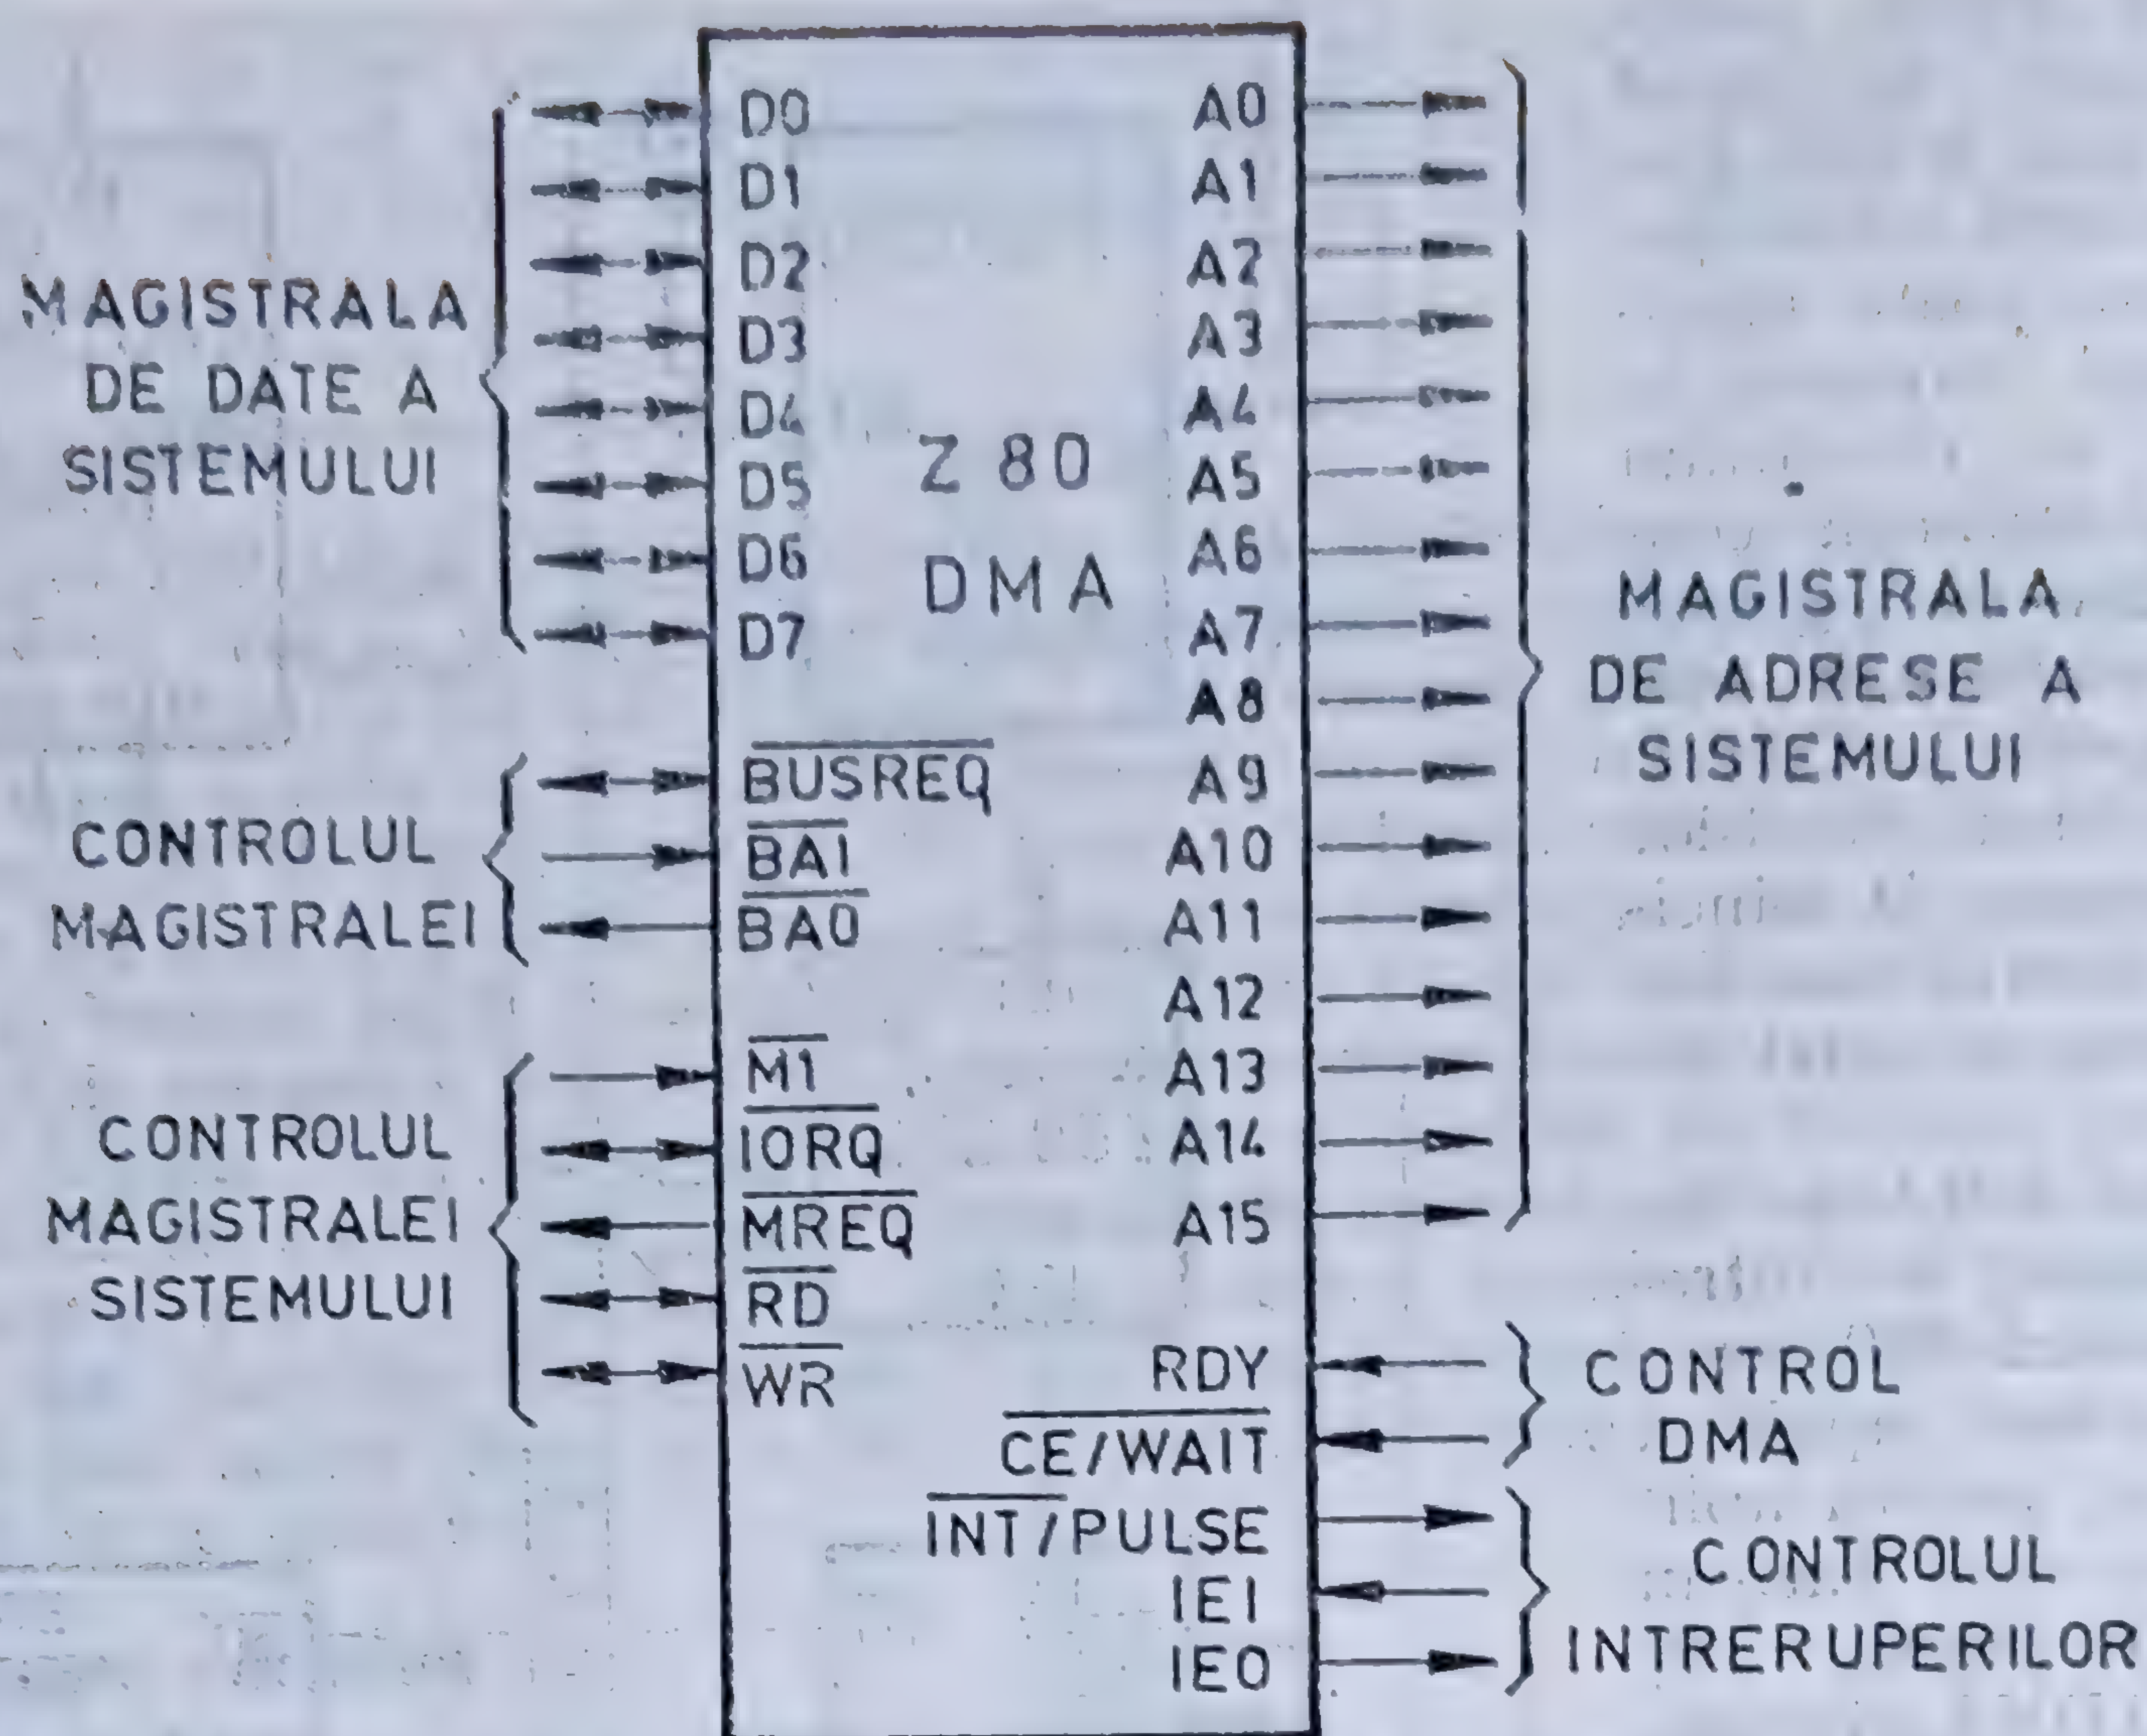 MAGISTRALA
DE DATE A
SISTEMULUI
CONTROLUL
MAGISTRALEI
CONTROLUL
MAGISTRALEI
SISTEMULUI
D0
D1
D2
D3
D4
D5
D6
D7
BUSREQ
BAI
BAO
M1
IORQ
MREQ
RD
WR
Z 80
DMA
A0
A1
A2
A3
A4
A5
A6
A7
A8
A9
A10
A11
A12
A13
A14
A15
RDY
CE/WAIT
INT/PULSE
IEI
IEO
MAGISTRALA
DE ADRESE A
SISTEMULUI
CONTROL
DMA
CONTROLUL
INTRERUPERILOR